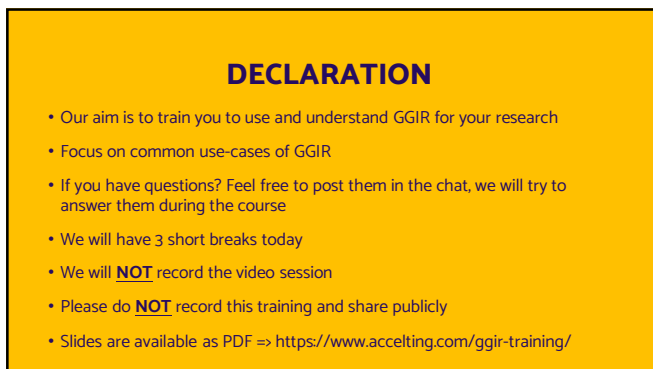 DECLARATION
• Our aim is to train you to use and understand GGIR for your research
• Focus on common use-cases of GGIR
• If you have questions? Feel free to post them in the chat, we will try to
answer them during the course
• We will have 3 short breaks today
• We will NOT record the video session
• Please do NOT record this training and share publicly
• Slides are available as PDF => https://www.accelting.com/ggir-training/